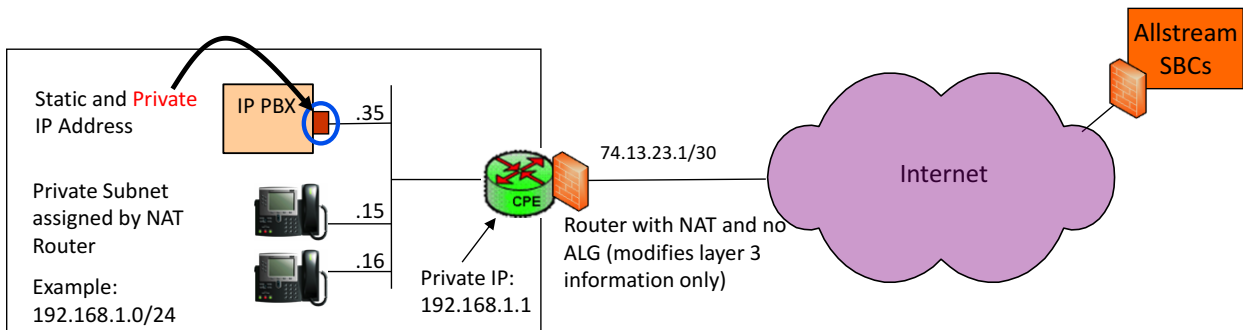 Allstream
SBCs
Static and Private
IP Address
IP PBX
.35
74.13.23.1/30
Internet
Private Subnet
assigned by NAT
Router
.15
CPE
Router with NAT and no
ALG (modifies layer 3
information only)
.16
Private IP:
192.168.1.1
Example:
192.168.1.0/24